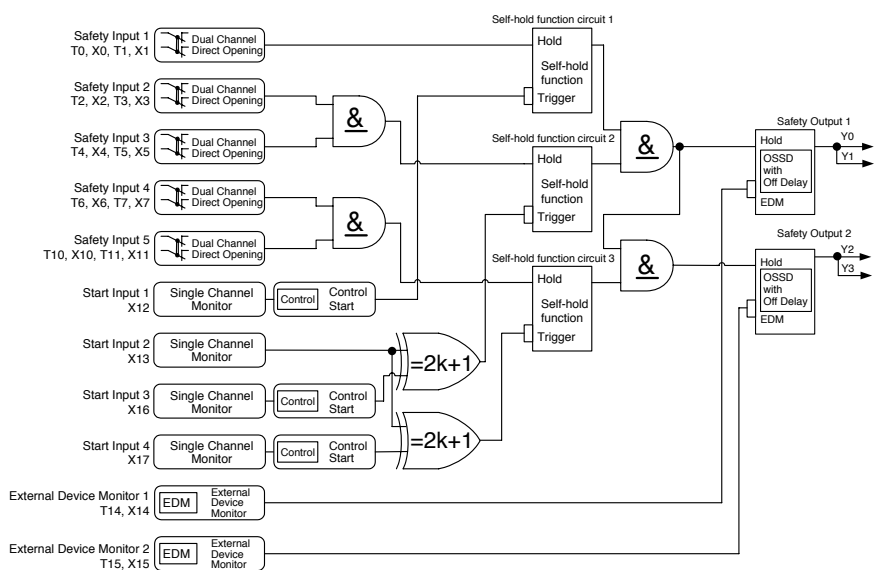 Self-hold function circuit 1
Safety Input 1
T0, X0, T1, X1
Dual Channel
Direct Opening
Hold
Self-hold
function
Trigger
Safety Input 2
T2, X2, T3, X3
Dual Channel
Direct Opening
&
Safety Input 3
T4, X4, T5, X5
Dual Channel
Direct Opening
Self-hold function circuit 2
Hold
Self-hold
function
Trigger
&
Safety Output 1
Hold
OSSD
with
Off Delay
EDM
Y0
Y1
Safety Input 4
T6, X6, T7, X7
Dual Channel
Direct Opening
&
Safety Input 5
T10, X10, T11, X11
Dual Channel
Direct Opening
Self-hold function circuit 3
Hold
Self-hold
function
Trigger
&
Safety Output 2
Hold
OSSD
with
Off Delay
EDM
Y2
Y3
Start Input 1
X12
Single Channel
Monitor
Control
Control
Start
Start Input 2
X13
Single Channel
Monitor
=2k+1
Start Input 3
X16
Single Channel
Monitor
Control
Control
Start
Start Input 4
X17
Single Channel
Monitor
Control
Control
Start
=2k+1
External Device Monitor 1
T14, X14
EDM
External
Device
Monitor
External Device Monitor 2
T15, X15
EDM
External
Device
Monitor